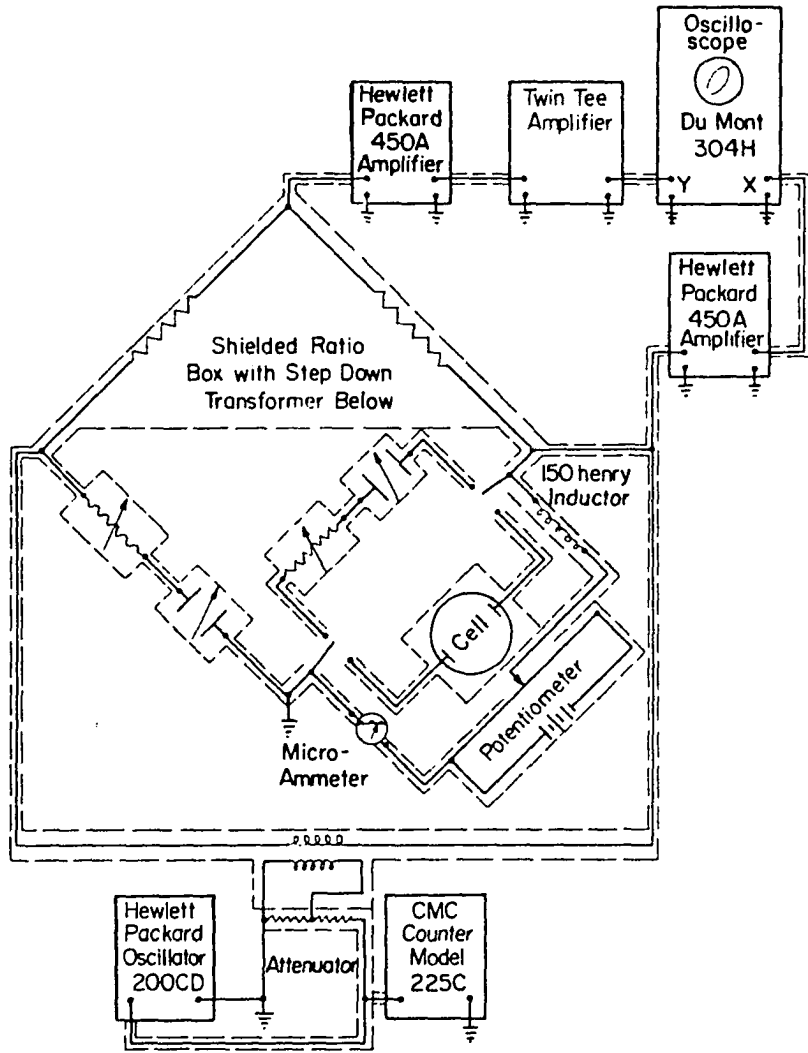 Oscillo-
scope
Du Mont
304H
Y X
Hewlett
Packard
450A
Amplifier
Twin Tee
Amplifier
Hewlett
Packard
450A
Amplifier
Shielded Ratio
Box with Step Down
Transformer Below
150 henry
Inductor
Cell
Potentiometer
Micro-
Ammeter
Hewlett
Packard
Oscillator
200CD
Attenuator
CMC
Counter
Model
225C